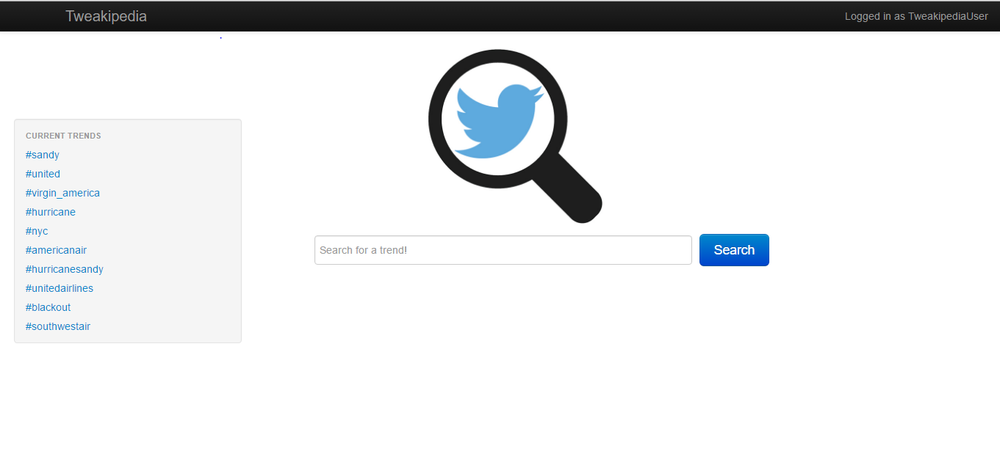 Tweakipedia
Logged in as TweakipediaUser
CURRENT TRENDS
#sandy
#united
#virgin_america
#hurricane
#nyc
#americanair
#hurricanesandy
#unitedairlines
#blackout
#southwestair
Search for a trend!
Search